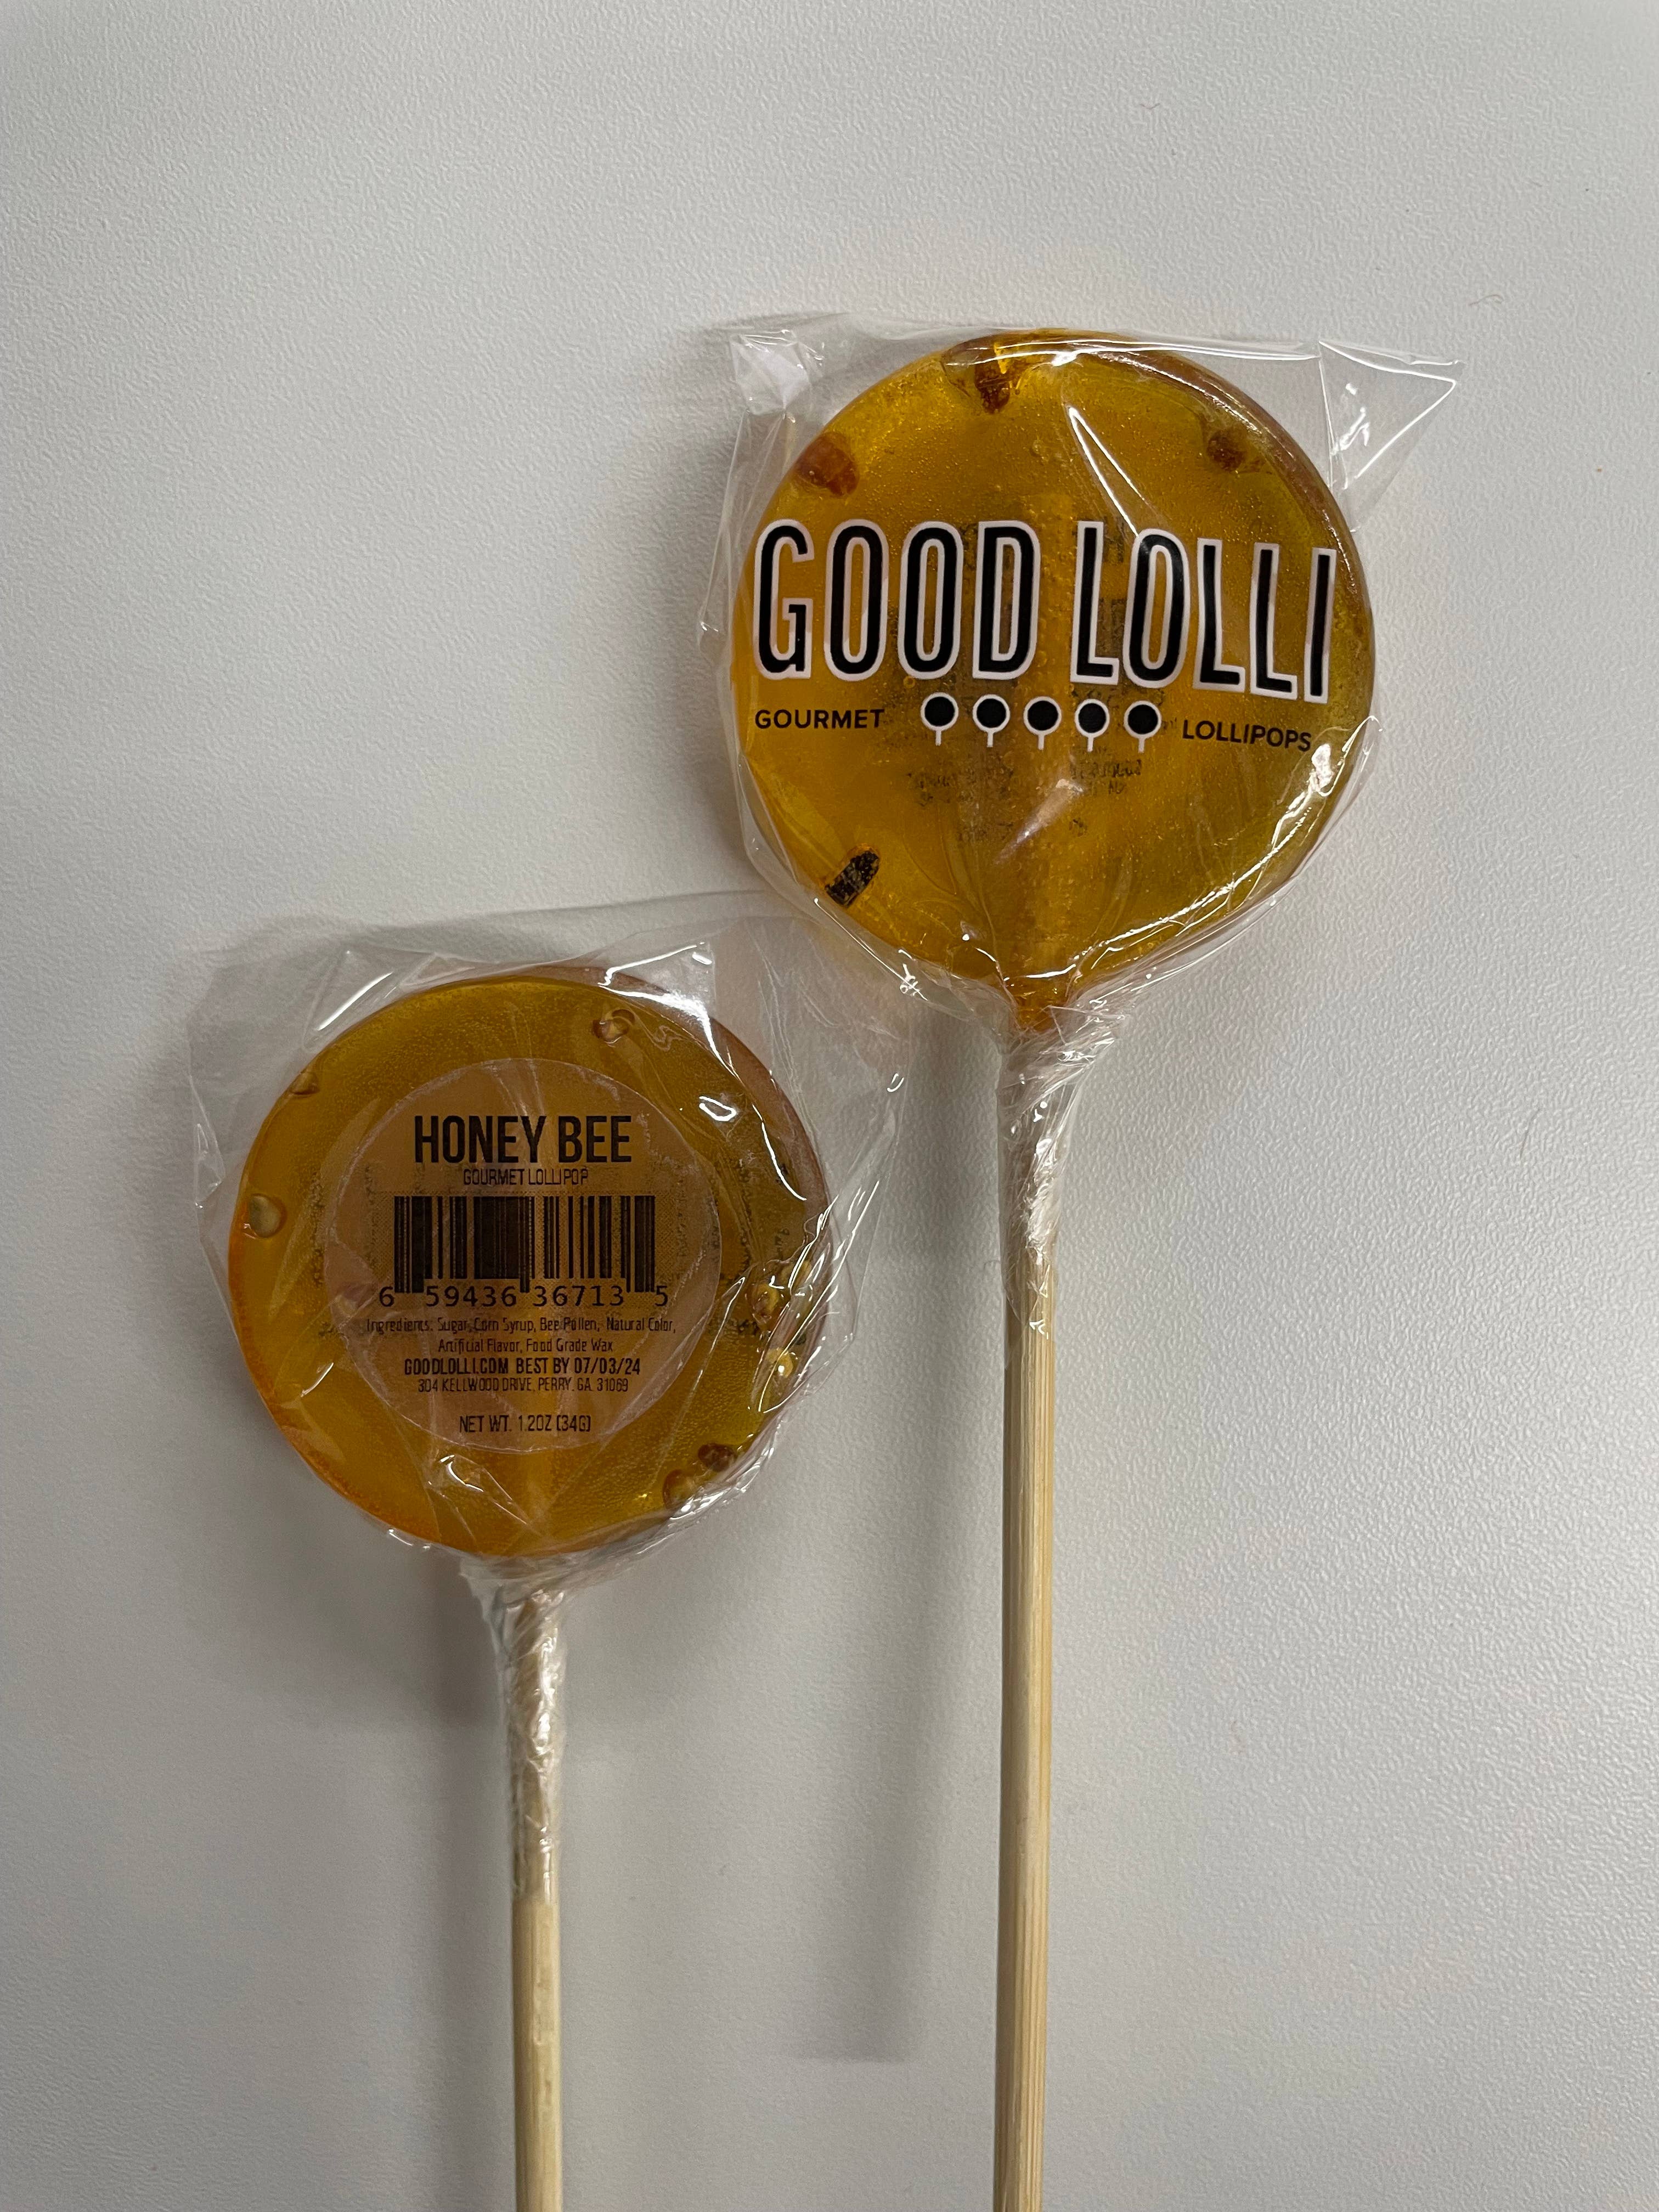 GOOD LOLLI
GOURMET LOLLIPOPS
HONEY BEE
GOURMET LOLLIPOP
6 59436 36713 5
Ingredients: Sugar, Corn Syrup, Bee Pollen, Natural Color,
Artificial Flavor, Food Grade Wax
GOODLOLLI.COM BEST BY 07/03/24
304 KELLWOOD DRIVE, PERRY, GA 31069
NET WT. 1.2OZ (34G)